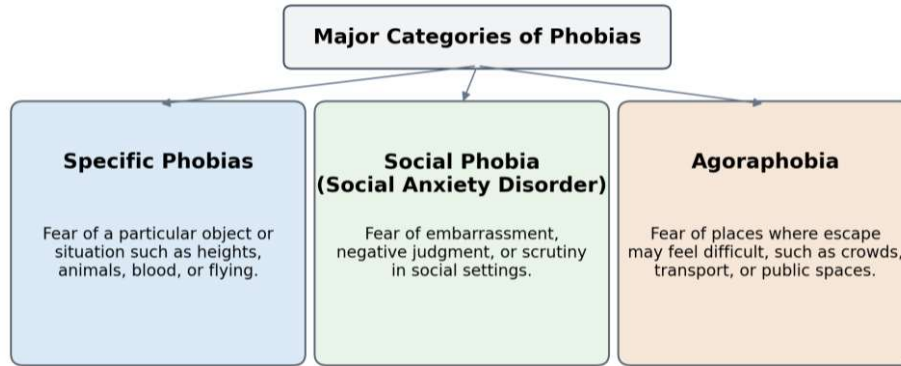 Major Categories of Phobias
Specific Phobias
Fear of a particular object or
situation such as heights,
animals, blood, or flying.
Social Phobia
(Social Anxiety Disorder)
Fear of embarrassment,
negative judgment, or scrutiny
in social settings.
Agoraphobia
Fear of places where escape
may feel difficult, such as crowds,
transport, or public spaces.